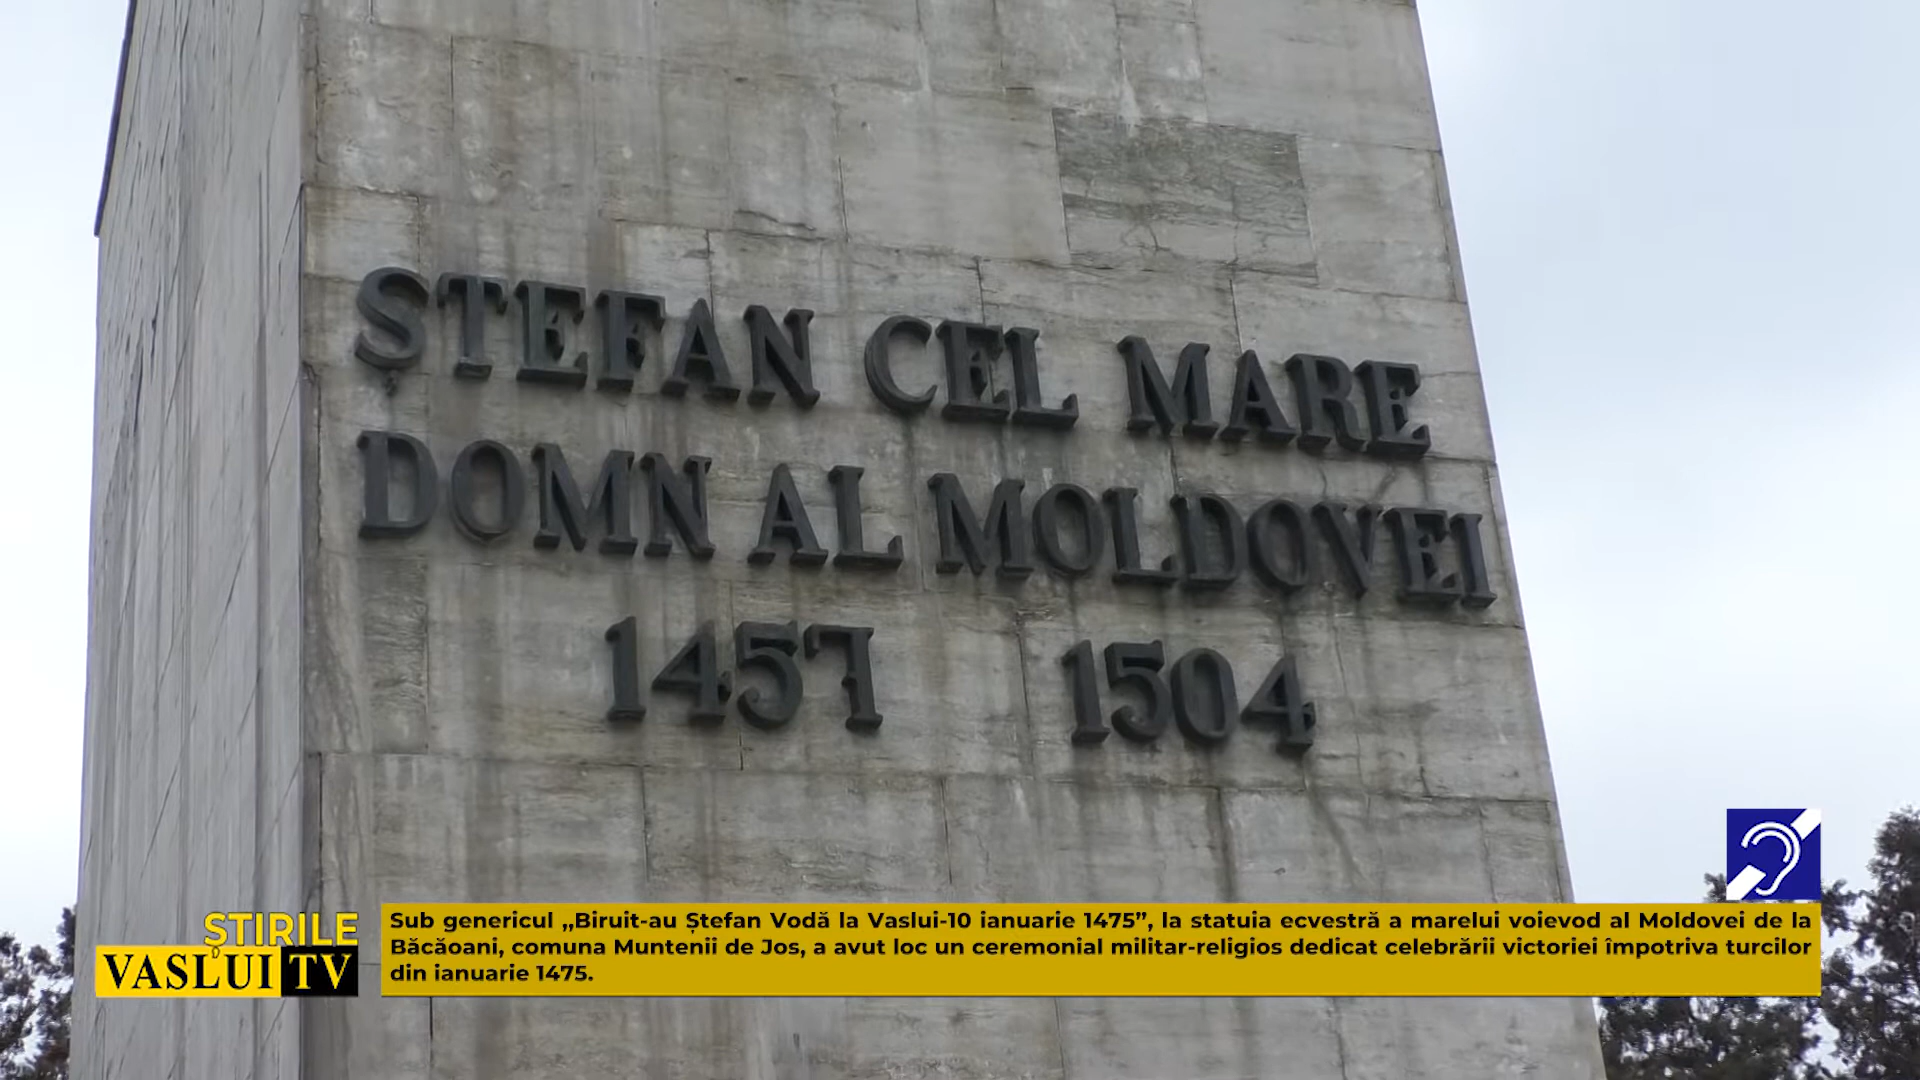 ȘTEFAN CEL MARE
DOMN AL MOLDOVEI
1457 1504
ȘTIRILE
VASLUI TV
Sub genericul „Biruit-au Ștefan Vodă la Vaslui-10 ianuarie 1475”, la statuia ecvestră a marelui voievod al Moldovei de la
Băcăoani, comuna Muntenii de Jos, a avut loc un ceremonial militar-religios dedicat celebrării victoriei împotriva turcilor
din ianuarie 1475.